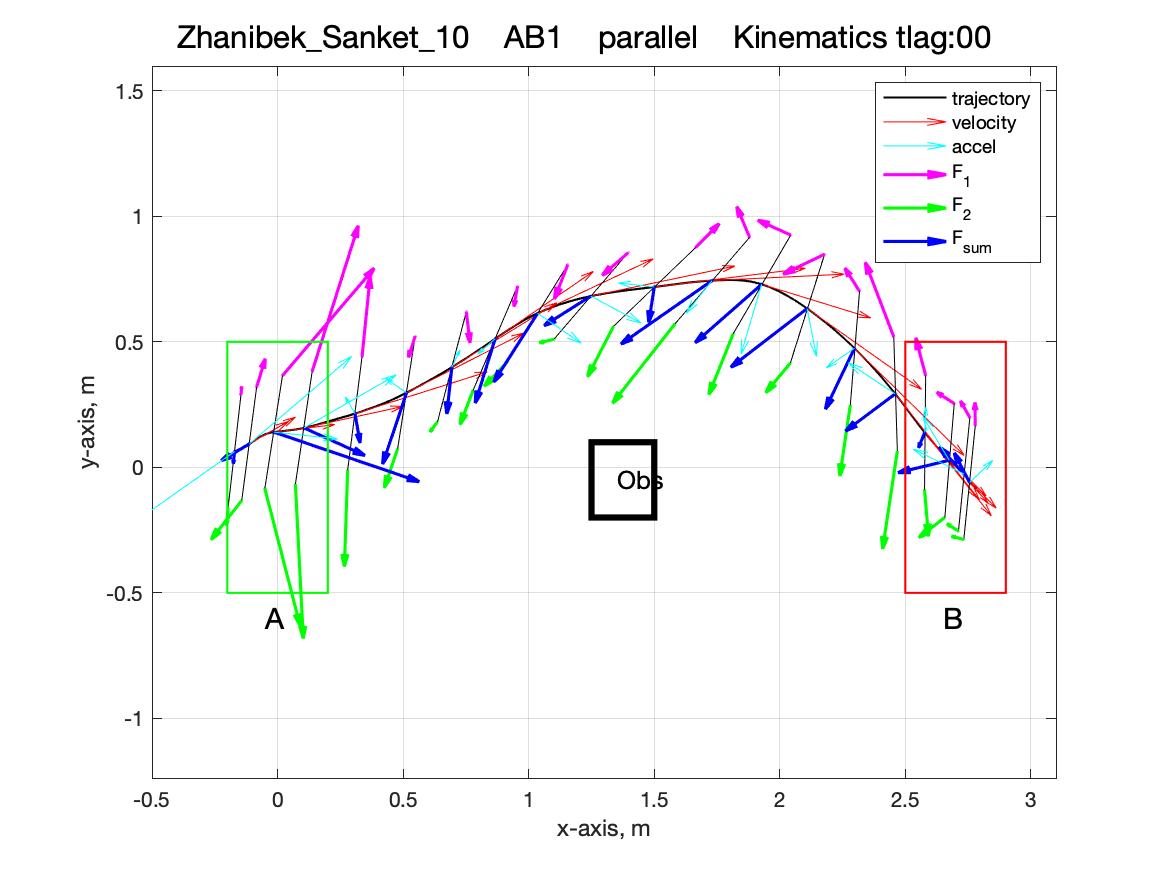 Zhanibek_Sanket_10 AB1 parallel Kinematics tlag:00
trajectory
velocity
accel
F1
F2
Fsum
1.5
1
0.5
0
-0.5
-1
y-axis, m
Obs
A
B
-0.5 0 0.5 1 1.5 2 2.5 3
x-axis, m